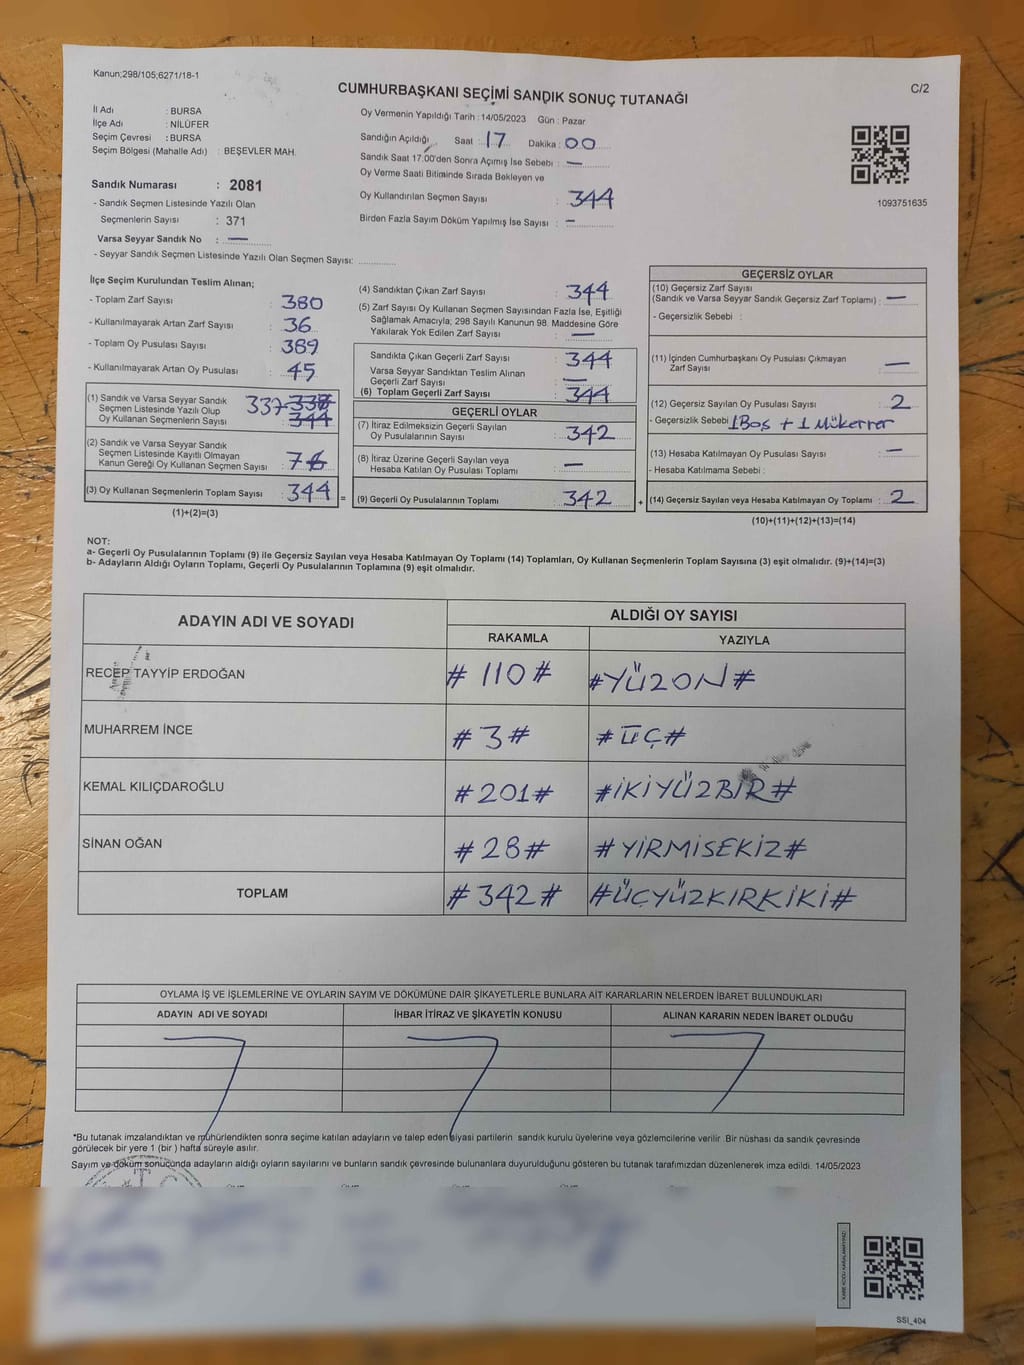 Kanun;298/105;6271/18-1
C/2
CUMHURBAŞKANI SEÇİMİ SANDIK SONUÇ TUTANAĞI
İl Adı : BURSA
İlçe Adı : NİLÜFER
Seçim Çevresi : BURSA
Seçim Bölgesi (Mahalle Adı) : BEŞEVLER MAH.
Sandık Numarası : 2081
- Sandık Seçmen Listesinde Yazılı Olan
Seçmenlerin Sayısı : 371
Varsa Seyyar Sandık No : —
- Seyyar Sandık Seçmen Listesinde Yazılı Olan Seçmen Sayısı: ............
Oy Vermenin Yapıldığı Tarih : 14/05/2023 Gün : Pazar
Sandığın Açıldığı Saat : 17 Dakika : 00
Sandık Saat 17:00'den Sonra Açımış İse Sebebi : —
Oy Verme Saati Bitiminde Sırada Bekleyen ve
Oy Kullandırılan Seçmen Sayısı : 344
Birden Fazla Sayım Döküm Yapılmış İse Sayısı : —
1093751635
İlçe Seçim Kurulundan Teslim Alınan;
- Toplam Zarf Sayısı : 380
- Kullanılmayarak Artan Zarf Sayısı : 36
- Toplam Oy Pusulası Sayısı : 389
- Kullanılmayarak Artan Oy Pusulası : 45
(1) Sandık ve Varsa Seyyar Sandık
Seçmen Listesinde Yazılı Olup
Oy Kullanan Seçmenlerin Sayısı : 337 338 344
(2) Sandık ve Varsa Seyyar Sandık
Seçmen Listesinde Kayıtlı Olmayan
Kanun Gereği Oy Kullanan Seçmen Sayısı : 7 6
(3) Oy Kullanan Seçmenlerin Toplam Sayısı : 344 =
(1)+(2)=(3)
(4) Sandıktan Çıkan Zarf Sayısı : 344
(5) Zarf Sayısı Oy Kullanan Seçmen Sayısından Fazla İse, Eşitliği
Sağlamak Amacıyla; 298 Sayılı Kanunun 98. Maddesine Göre
Yakılarak Yok Edilen Zarf Sayısı : —
Sandıkta Çıkan Geçerli Zarf Sayısı : 344
Varsa Seyyar Sandıktan Teslim Alınan
Geçerli Zarf Sayısı : —
(6) Toplam Geçerli Zarf Sayısı : 344
GEÇERLİ OYLAR
(7) İtiraz Edilmeksizin Geçerli Sayılan
Oy Pusulalarının Sayısı : 342
(8) İtiraz Üzerine Geçerli Sayılan veya
Hesaba Katılan Oy Pusulası Toplamı : —
(9) Geçerli Oy Pusulalarının Toplamı : 342 +
GEÇERSİZ OYLAR
(10) Geçersiz Zarf Sayısı
(Sandık ve Varsa Seyyar Sandık Geçersiz Zarf Toplamı) : —
- Geçersizlik Sebebi :
(11) İçinden Cumhurbaşkanı Oy Pusulası Çıkmayan
Zarf Sayısı : —
(12) Geçersiz Sayılan Oy Pusulası Sayısı : 2
- Geçersizlik Sebebi 1 Boş + 1 Mükerrer
(13) Hesaba Katılmayan Oy Pusulası Sayısı : —
- Hesaba Katılmama Sebebi :
(14) Geçersiz Sayılan veya Hesaba Katılmayan Oy Toplamı : 2
(10)+(11)+(12)+(13)=(14)
NOT:
a- Geçerli Oy Pusulalarının Toplamı (9) ile Geçersiz Sayılan veya Hesaba Katılmayan Oy Toplamı (14) Toplamları, Oy Kullanan Seçmenlerin Toplam Sayısına (3) eşit olmalıdır. (9)+(14)=(3)
b- Adayların Aldığı Oyların Toplamı, Geçerli Oy Pusulalarının Toplamına (9) eşit olmalıdır.
ADAYIN ADI VE SOYADI
ALDIĞI OY SAYISI
RAKAMLA YAZIYLA
RECEP TAYYİP ERDOĞAN #110# #YÜZON#
MUHARREM İNCE #3# #ÜÇ#
KEMAL KILIÇDAROĞLU #201# #İKİYÜZBİR#
SİNAN OĞAN #28# #YİRMİSEKİZ#
TOPLAM #342# #ÜÇYÜZKIRKİKİ#
OYLAMA İŞ VE İŞLEMLERİNE VE OYLARIN SAYIM VE DÖKÜMÜNE DAİR ŞİKAYETLERLE BUNLARA AİT KARARLARIN NELERDEN İBARET BULUNDUKLARI
ADAYIN ADI VE SOYADI İHBAR İTİRAZ VE ŞİKAYETİN KONUSU ALINAN KARARIN NEDEN İBARET OLDUĞU
*Bu tutanak imzalandıktan ve mühürlendikten sonra seçime katılan adayların ve talep eden siyasi partilerin sandık kurulu üyelerine veya gözlemcilerine verilir. Bir nüshası da sandık çevresinde
görülecek bir yere 1 (bir) hafta süreyle asılır.
Sayım ve döküm sonucunda adayların aldığı oyların sayılarını ve bunların sandık çevresinde bulunanlara duyurulduğunu gösteren bu tutanak tarafımızdan düzenlenerek imza edildi. 14/05/2023
SSI_404